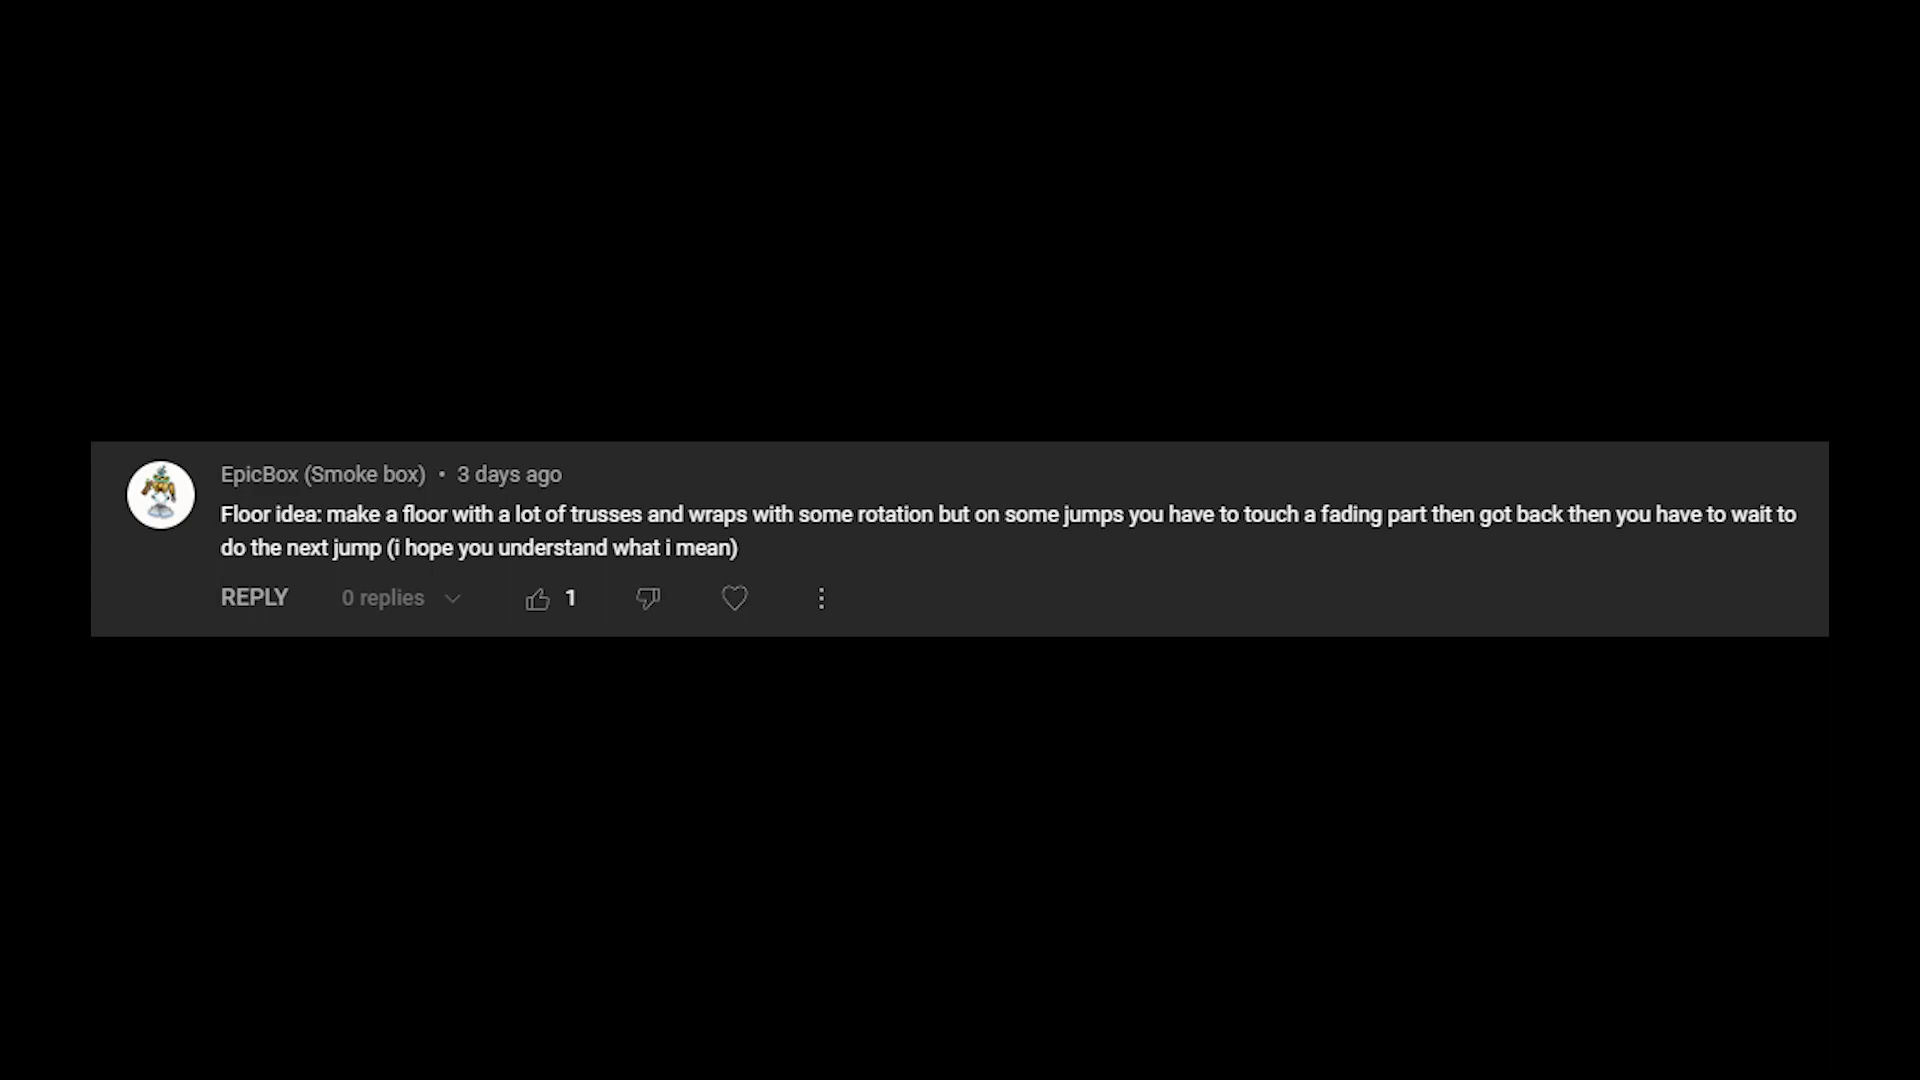 EpicBox (Smoke box) • 3 days ago
Floor idea: make a floor with a lot of trusses and wraps with some rotation but on some jumps you have to touch a fading part then got back then you have to wait to
do the next jump (i hope you understand what i mean)
REPLY 0 replies 1